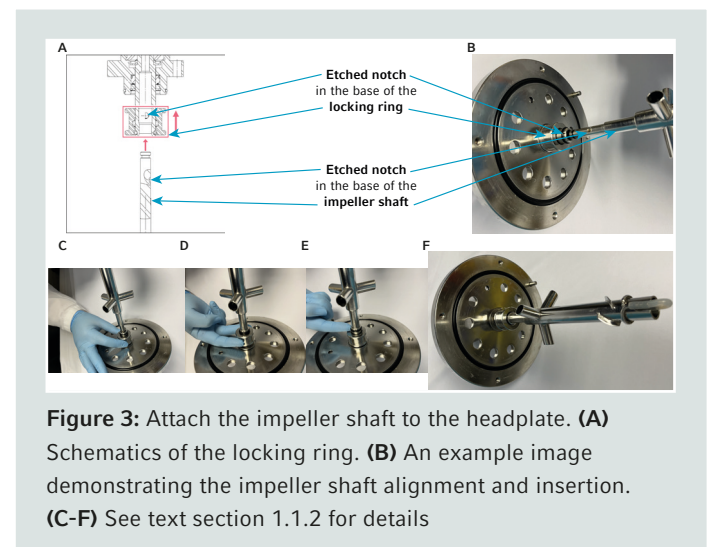 A
B
Etched notch
in the base of the
locking ring
Etched notch
in the base of the
impeller shaft
C
D
E
F
Figure 3: Attach the impeller shaft to the headplate. (A)
Schematics of the locking ring. (B) An example image
demonstrating the impeller shaft alignment and insertion.
(C-F) See text section 1.1.2 for details